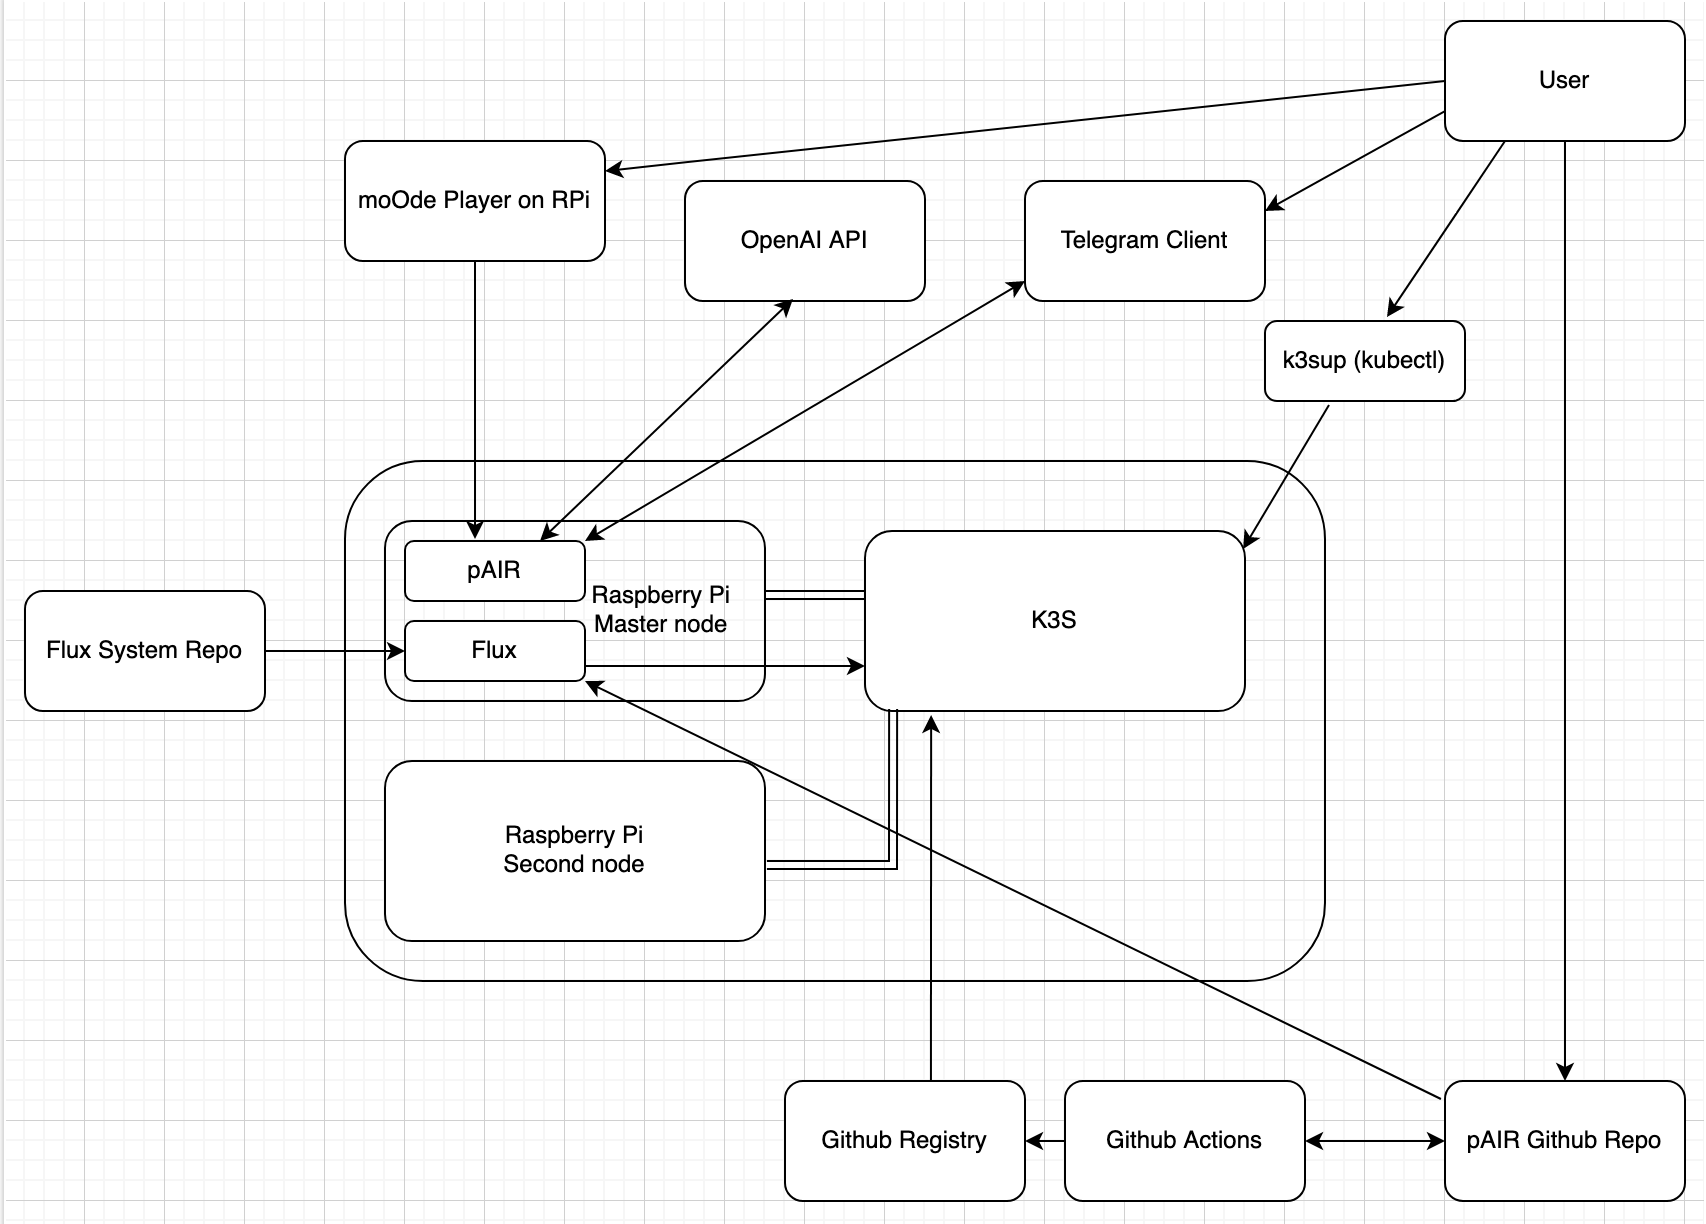 User
moOde Player on RPi
OpenAI API
Telegram Client
k3sup (kubectl)
pAIR
Raspberry Pi
Master node
K3S
Flux System Repo
Flux
Raspberry Pi
Second node
Github Registry
Github Actions
pAIR Github Repo